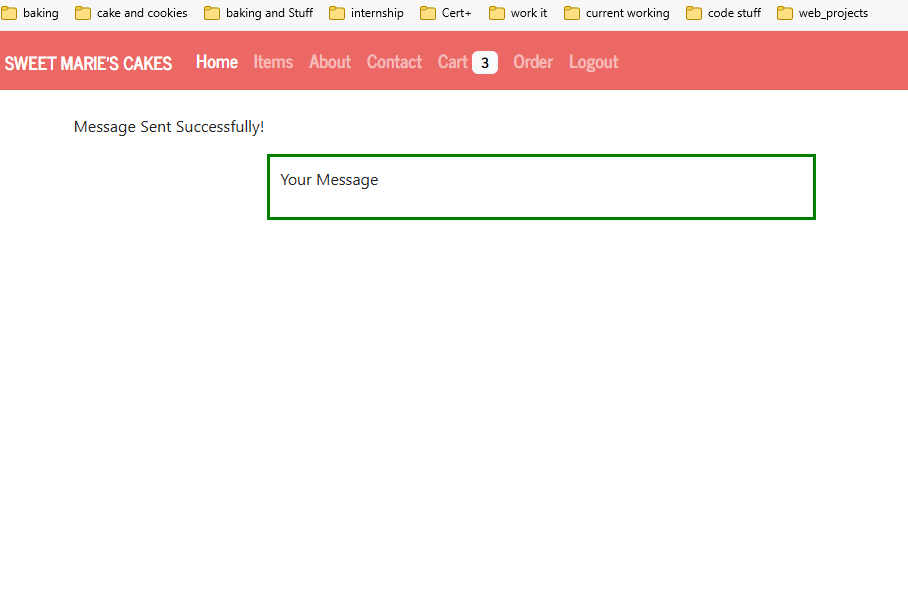 baking cake and cookies baking and Stuff internship Cert+ work it current working code stuff web_projects
SWEET MARIE'S CAKES Home Items About Contact Cart 3 Order Logout
Message Sent Successfully!
Your Message